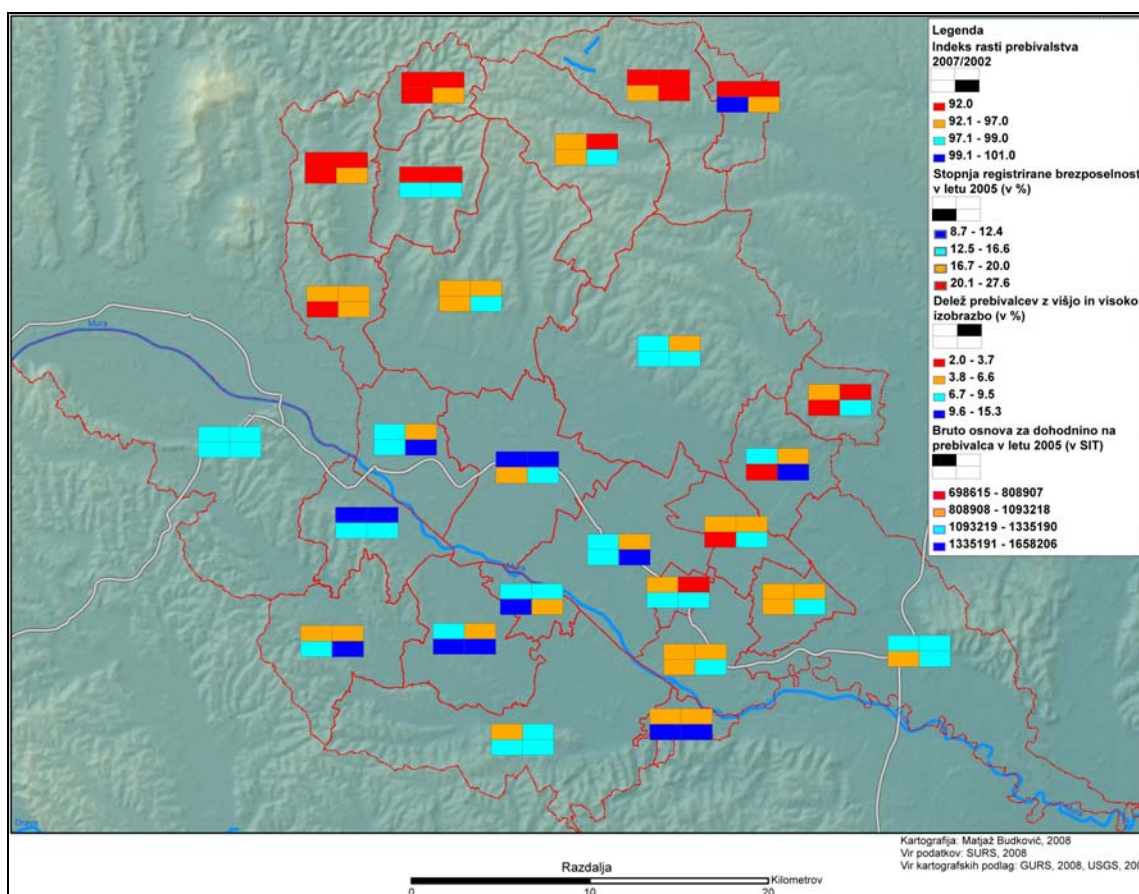 Legenda
Indeks rasti prebivalstva
2007/2002
92.0
92.1 - 97.0
97.1 - 99.0
99.1 - 101.0
Stopnja registrirane brezposelnost
v letu 2005 (v %)
8.7 - 12.4
12.5 - 16.6
16.7 - 20.0
20.1 - 27.6
Delež prebivalcev z višjo in visoko
izobrazbo (v %)
2.0 - 3.7
3.8 - 6.6
6.7 - 9.5
9.6 - 15.3
Bruto osnova za dohodnino na
prebivalca v letu 2005 (v SIT)
698615 - 808907
808908 - 1093218
1093219 - 1335190
1335191 - 1658206
Mura
Mura
Mura
Drava
Kartografija: Matjaž Budkovič, 2008
Vir podatkov: SURS, 2008
Vir kartografskih podlag: GURS, 2008, USGS, 200
Razdalja
Kilometrov
0 10 20